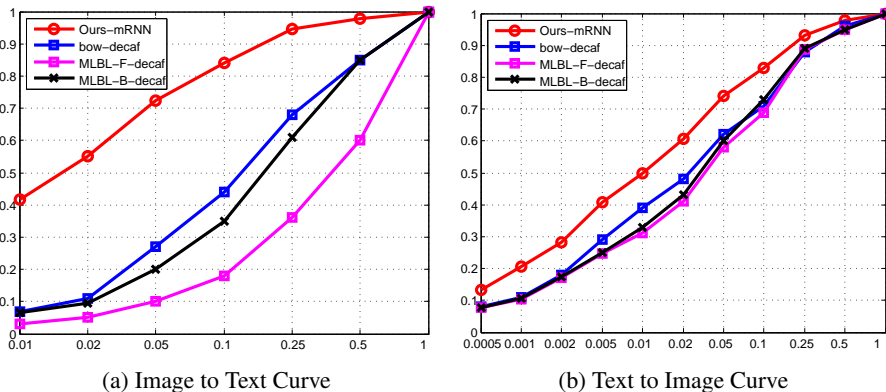 1
0.9
0.8
0.7
0.6
0.5
0.4
0.3
0.2
0.1
0
0.01 0.02 0.05 0.1 0.25 0.5 1
Ours−mRNN
bow−decaf
MLBL−F−decaf
MLBL−B−decaf
(a) Image to Text Curve
1
0.9
0.8
0.7
0.6
0.5
0.4
0.3
0.2
0.1
0
0.0005 0.001 0.002 0.005 0.01 0.02 0.05 0.1 0.25 0.5 1
Ours−mRNN
bow−decaf
MLBL−F−decaf
MLBL−B−decaf
(b) Text to Image Curve